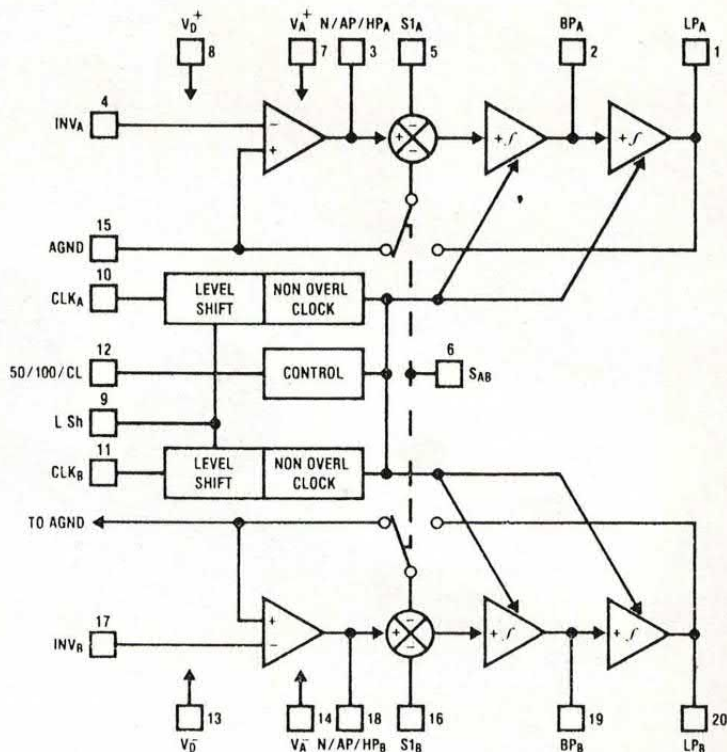 V_D^+ V_A^+ N/AP/HP_A S1_A BP_A LP_A
8 7 3 5 2 1
4
INV_A
- + + - - + ∫ + ∫
15
AGND
10
CLK_A
LEVEL SHIFT
NON OVERL CLOCK
12
50/100/CL
CONTROL
6
S_AB
9
L Sh
11
CLK_B
LEVEL SHIFT
NON OVERL CLOCK
TO AGND
17
INV_B
+ - + - - + ∫ + ∫
13 14 18 16 19 20
V_D^- V_A^- N/AP/HP_B S1_B BP_B LP_B